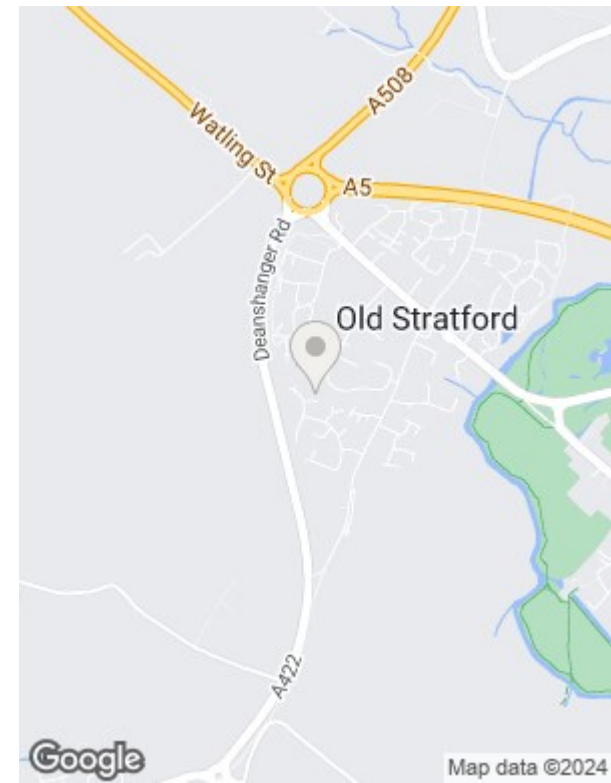 A508
Watling St
A5
Deanshanger Rd
Old Stratford
A422
Google
Map data ©2024